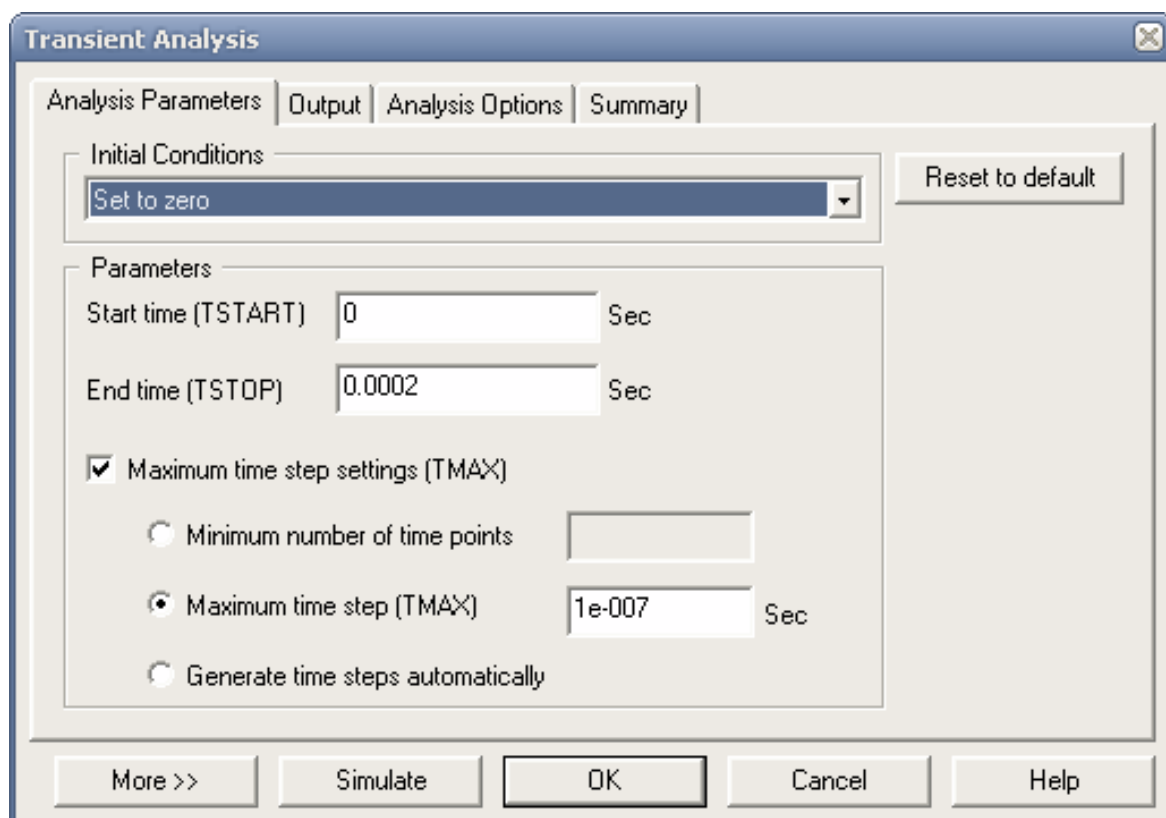 Transient Analysis
Analysis Parameters Output Analysis Options Summary
Initial Conditions
Set to zero
Reset to default
Parameters
Start time (TSTART) 0 Sec
End time (TSTOP) 0.0002 Sec
Maximum time step settings (TMAX)
Minimum number of time points
Maximum time step (TMAX) 1e-007 Sec
Generate time steps automatically
More >> Simulate OK Cancel Help